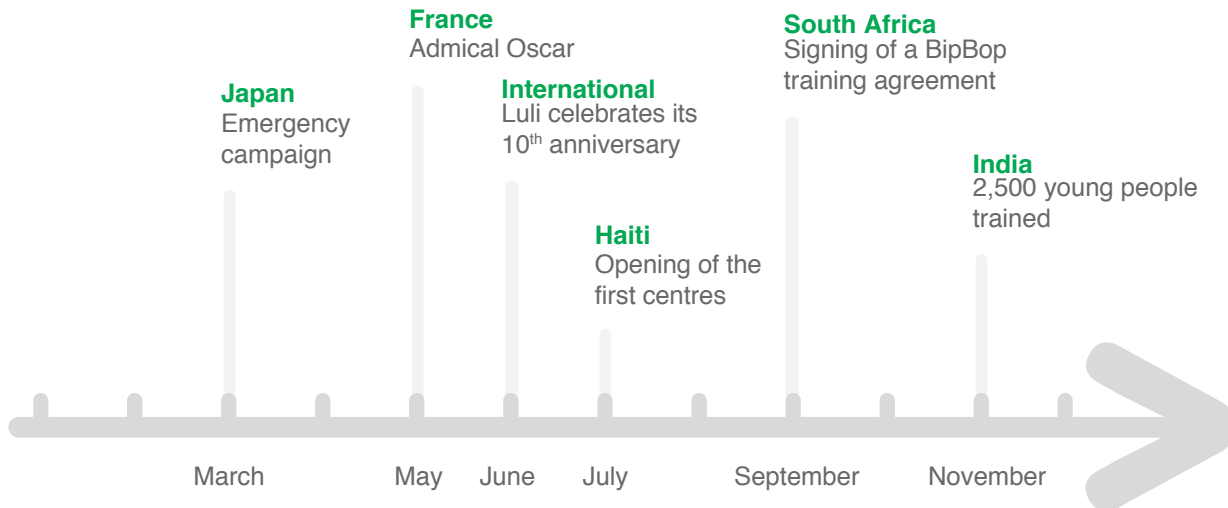 France
Admical Oscar
South Africa
Signing of a BipBop
training agreement
Japan
Emergency
campaign
International
Luli celebrates its
10th anniversary
India
2,500 young people
trained
Haiti
Opening of the
first centres
March
May
June
July
September
November